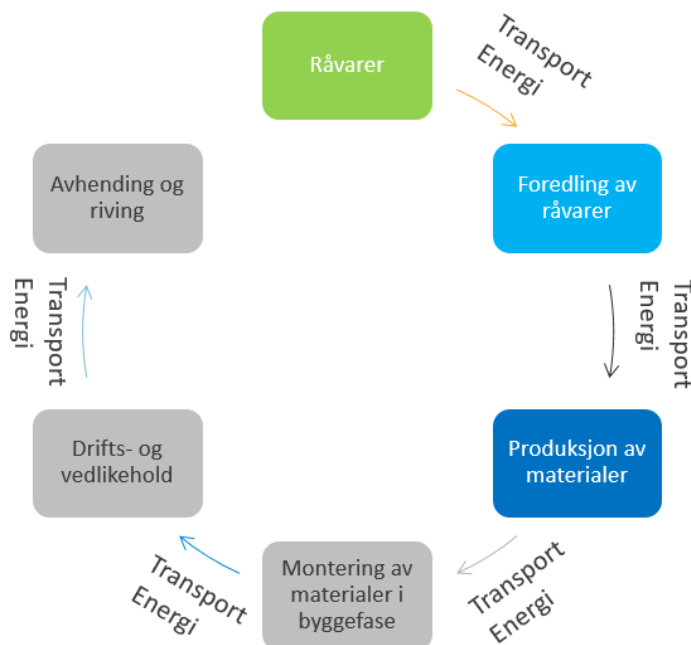 Råvarer
Transport
Energi
Foredling av
råvarer
Transport
Energi
Produksjon av
materialer
Transport
Energi
Montering av
materialer i
byggefase
Transport
Energi
Drifts- og
vedlikehold
Transport
Energi
Avhending og
riving